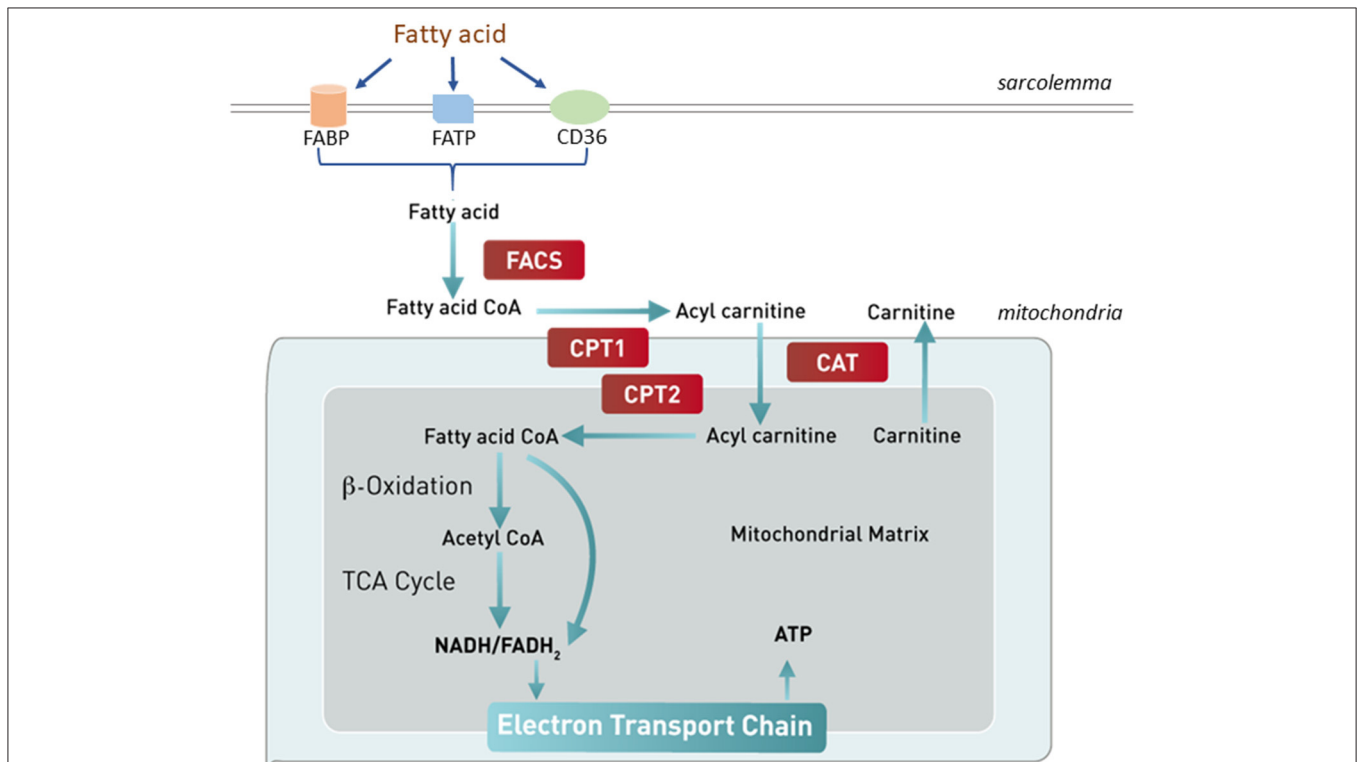 Fatty acid
sarcolemma
FABP
FATP
CD36
Fatty acid
FACS
Fatty acid CoA
Acyl carnitine
Carnitine
mitochondria
CPT1
CAT
CPT2
Fatty acid CoA
Acyl carnitine
Carnitine
β-Oxidation
Acetyl CoA
Mitochondrial Matrix
TCA Cycle
NADH/FADH₂
ATP
Electron Transport Chain